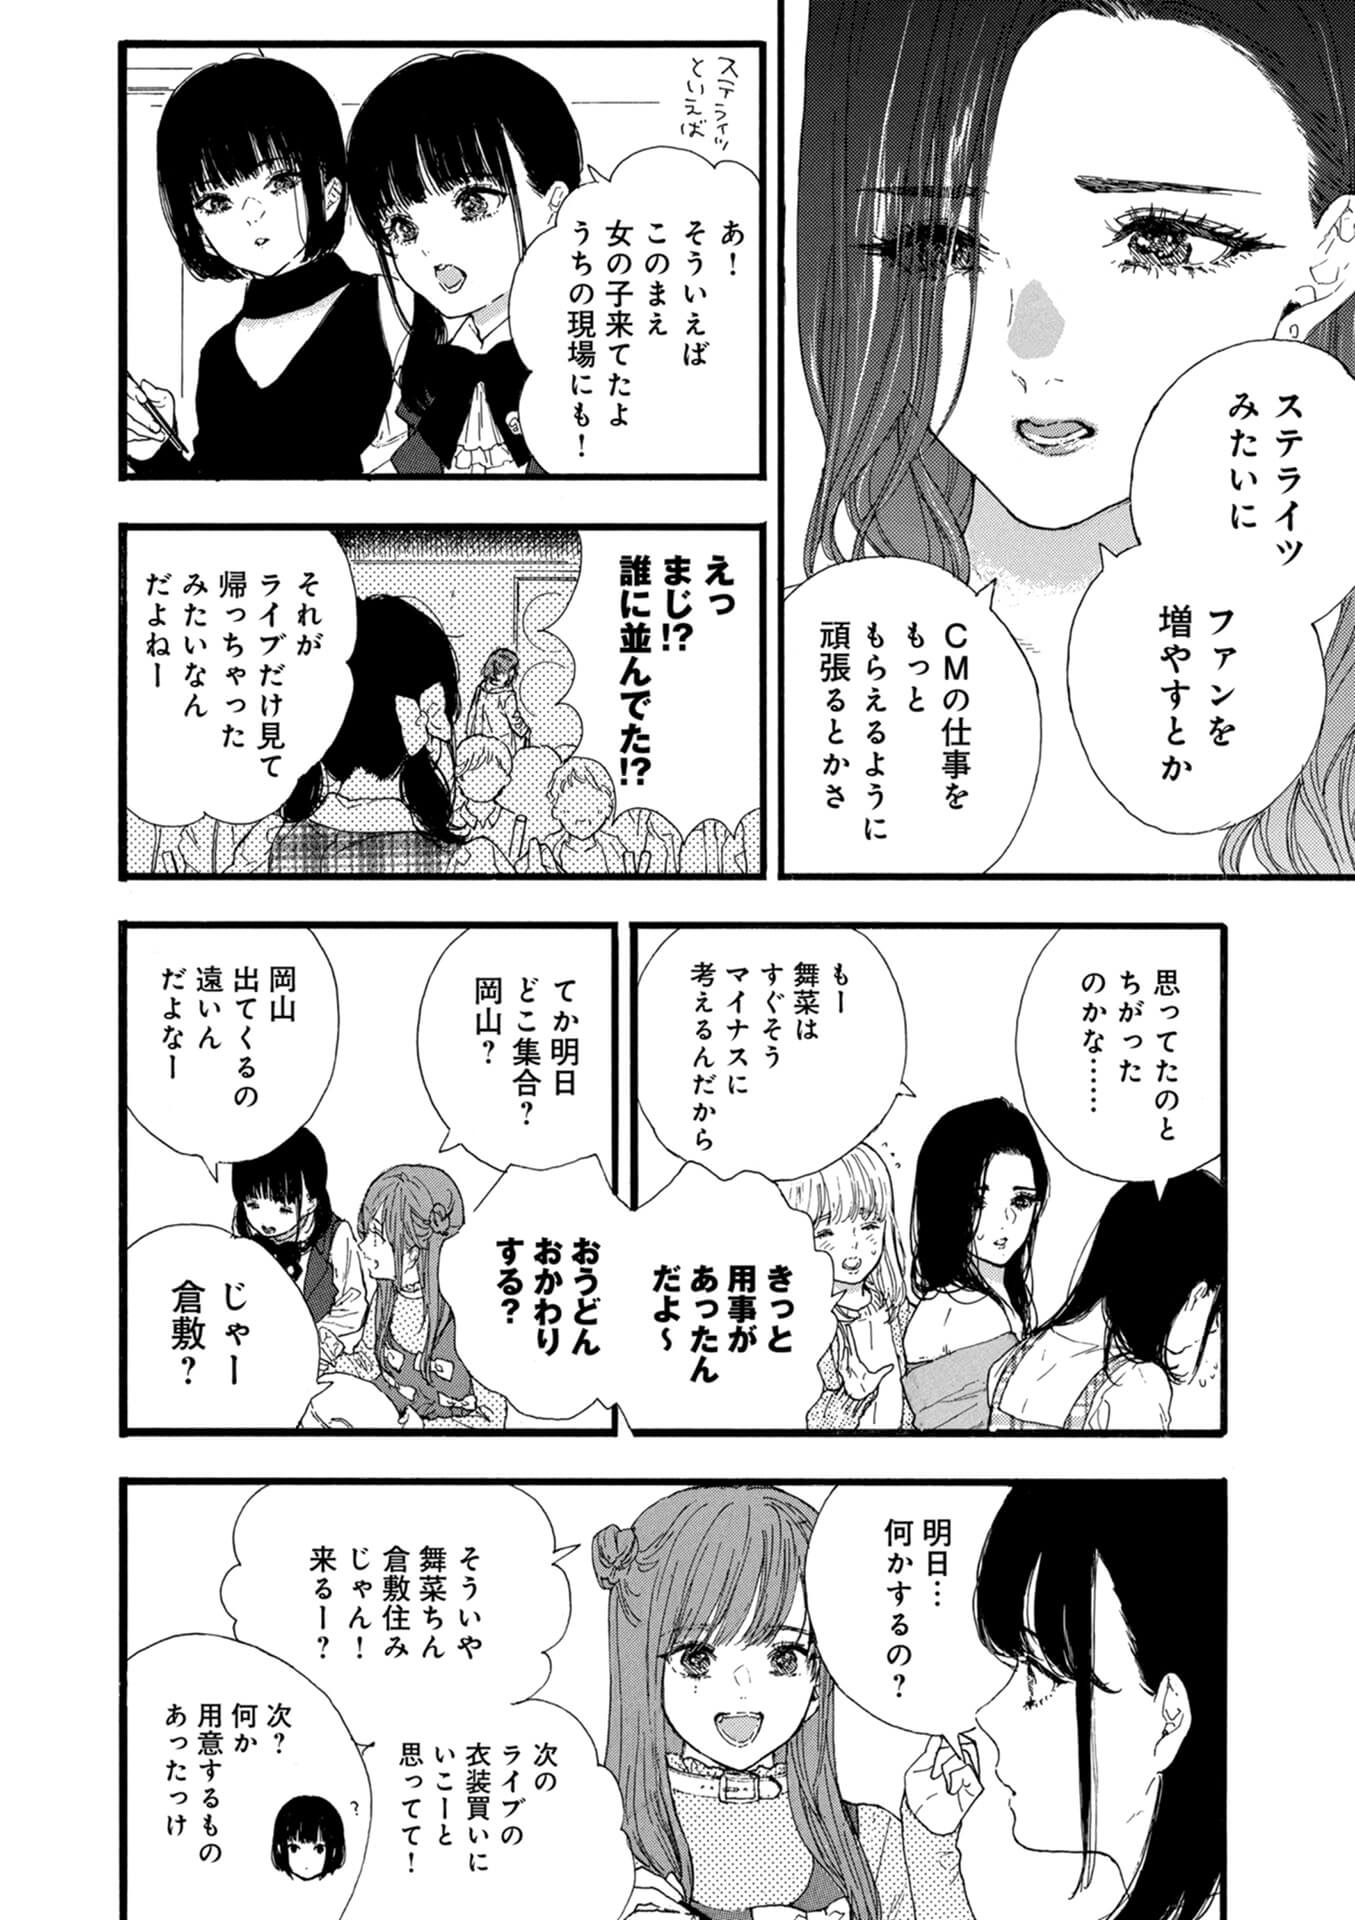 ステライツ
みたいに
ファンを
増やすとか
CMの仕事を
もっと
もらえるように
頑張るとかさ
ステライツ
といえば
あ!
そういえば
このまえ
女の子来てたよ
うちの現場にも!
えっ
まじ!?
誰に並んでた!?
それが
ライブだけ見て
帰っちゃった
みたいなん
だよねー
思ってたのと
ちがった
のかな……
もー
舞菜は
すぐそう
マイナスに
考えるんだから
きっと
用事が
あったん
だよ〜
てか明日
どこ集合?
岡山?
おうどん
おかわり
する?
岡山
出てくるの
遠いん
だよなー
じゃー
倉敷?
明日…
何かするの?
そういや
舞菜ちん
倉敷住み
じゃん!
来るー?
次の
ライブの
衣装買いに
いこーと
思ってて!
次?
何か
用意するもの
あったっけ
?